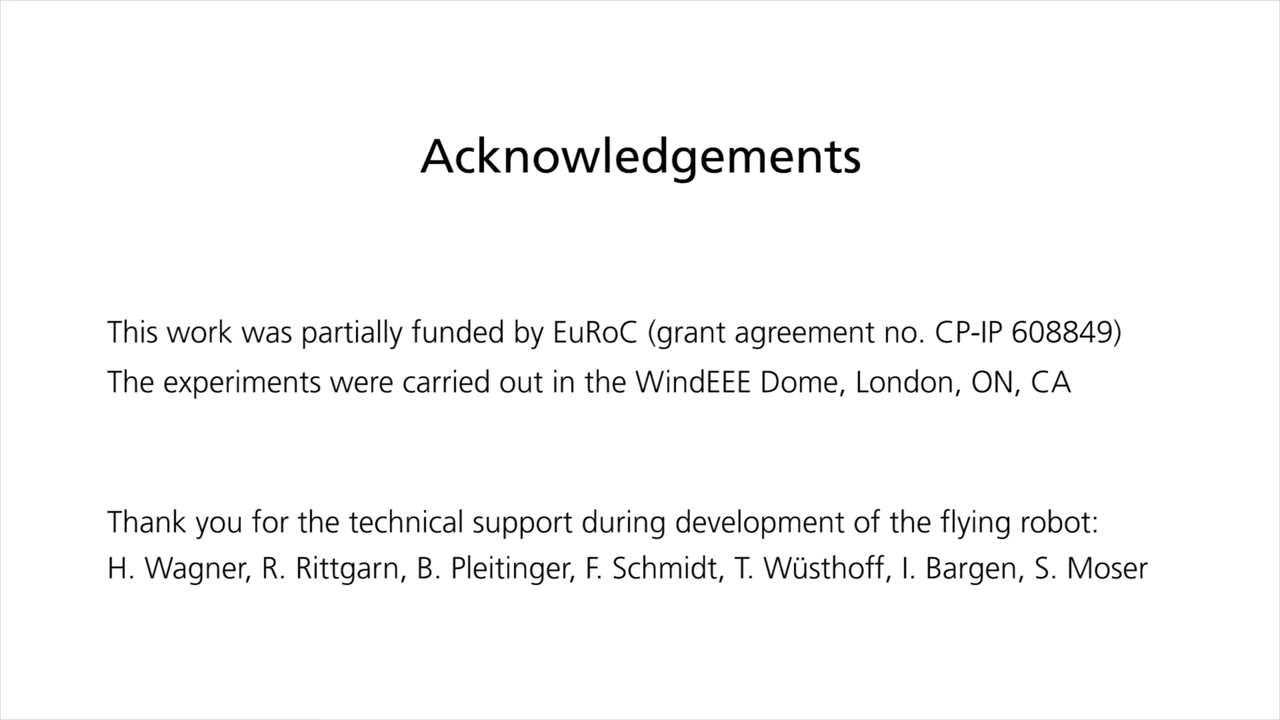 Acknowledgements
This work was partially funded by EuRoC (grant agreement no. CP-IP 608849)
The experiments were carried out in the WindEEE Dome, London, ON, CA
Thank you for the technical support during development of the flying robot:
H. Wagner, R. Rittgarn, B. Pleitinger, F. Schmidt, T. Wüsthoff, I. Bargen, S. Moser